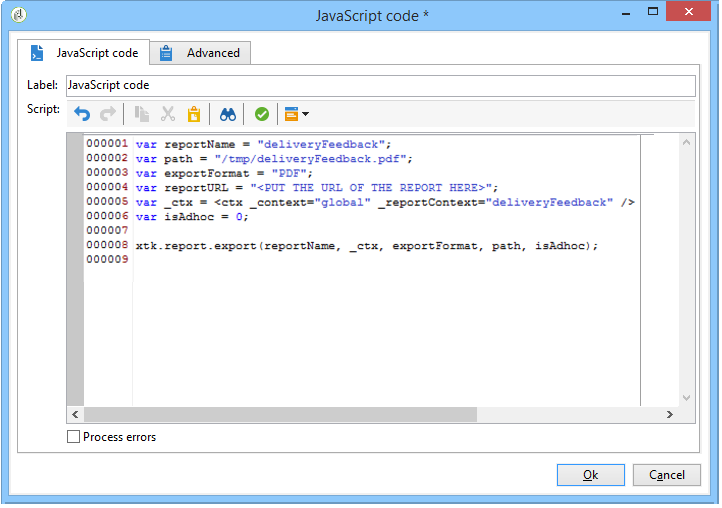 JavaScript code *
JavaScript code
Advanced
Label: JavaScript code
Script:
000001 var reportName = "deliveryFeedback";
000002 var path = "/tmp/deliveryFeedback.pdf";
000003 var exportFormat = "PDF";
000004 var reportURL = "<PUT THE URL OF THE REPORT HERE>";
000005 var _ctx = <ctx _context="global" _reportContext="deliveryFeedback" />
000006 var isAdhoc = 0;
000007
000008 xtk.report.export(reportName, _ctx, exportFormat, path, isAdhoc);
000009
Process errors
Ok
Cancel